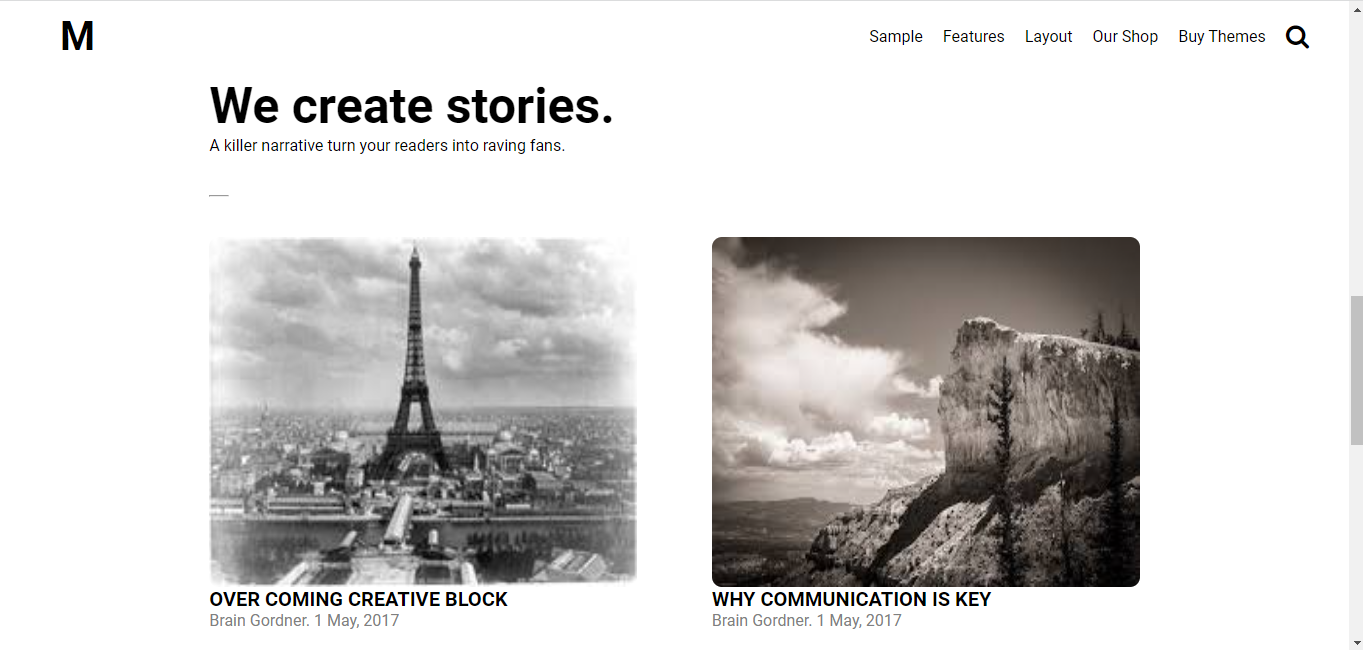 M
Sample Features Layout Our Shop Buy Themes
We create stories.
A killer narrative turn your readers into raving fans.
OVER COMING CREATIVE BLOCK
Brain Gordner. 1 May, 2017
WHY COMMUNICATION IS KEY
Brain Gordner. 1 May, 2017